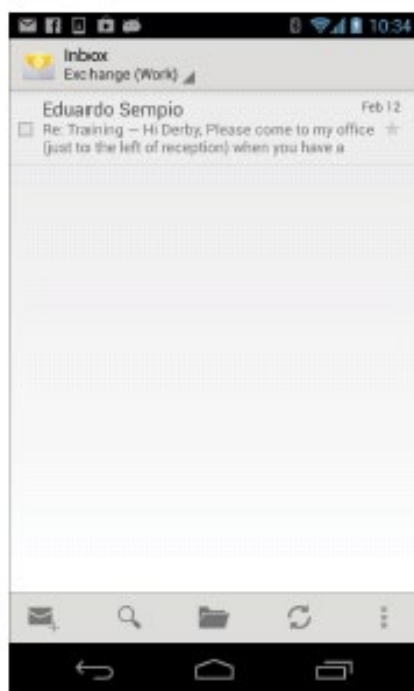 10:34
Inbox
Exchange (Work)
Eduardo Sempio Feb 12
Re: Training — Hi Derby, Please come to my office
(just to the left of reception) when you have a